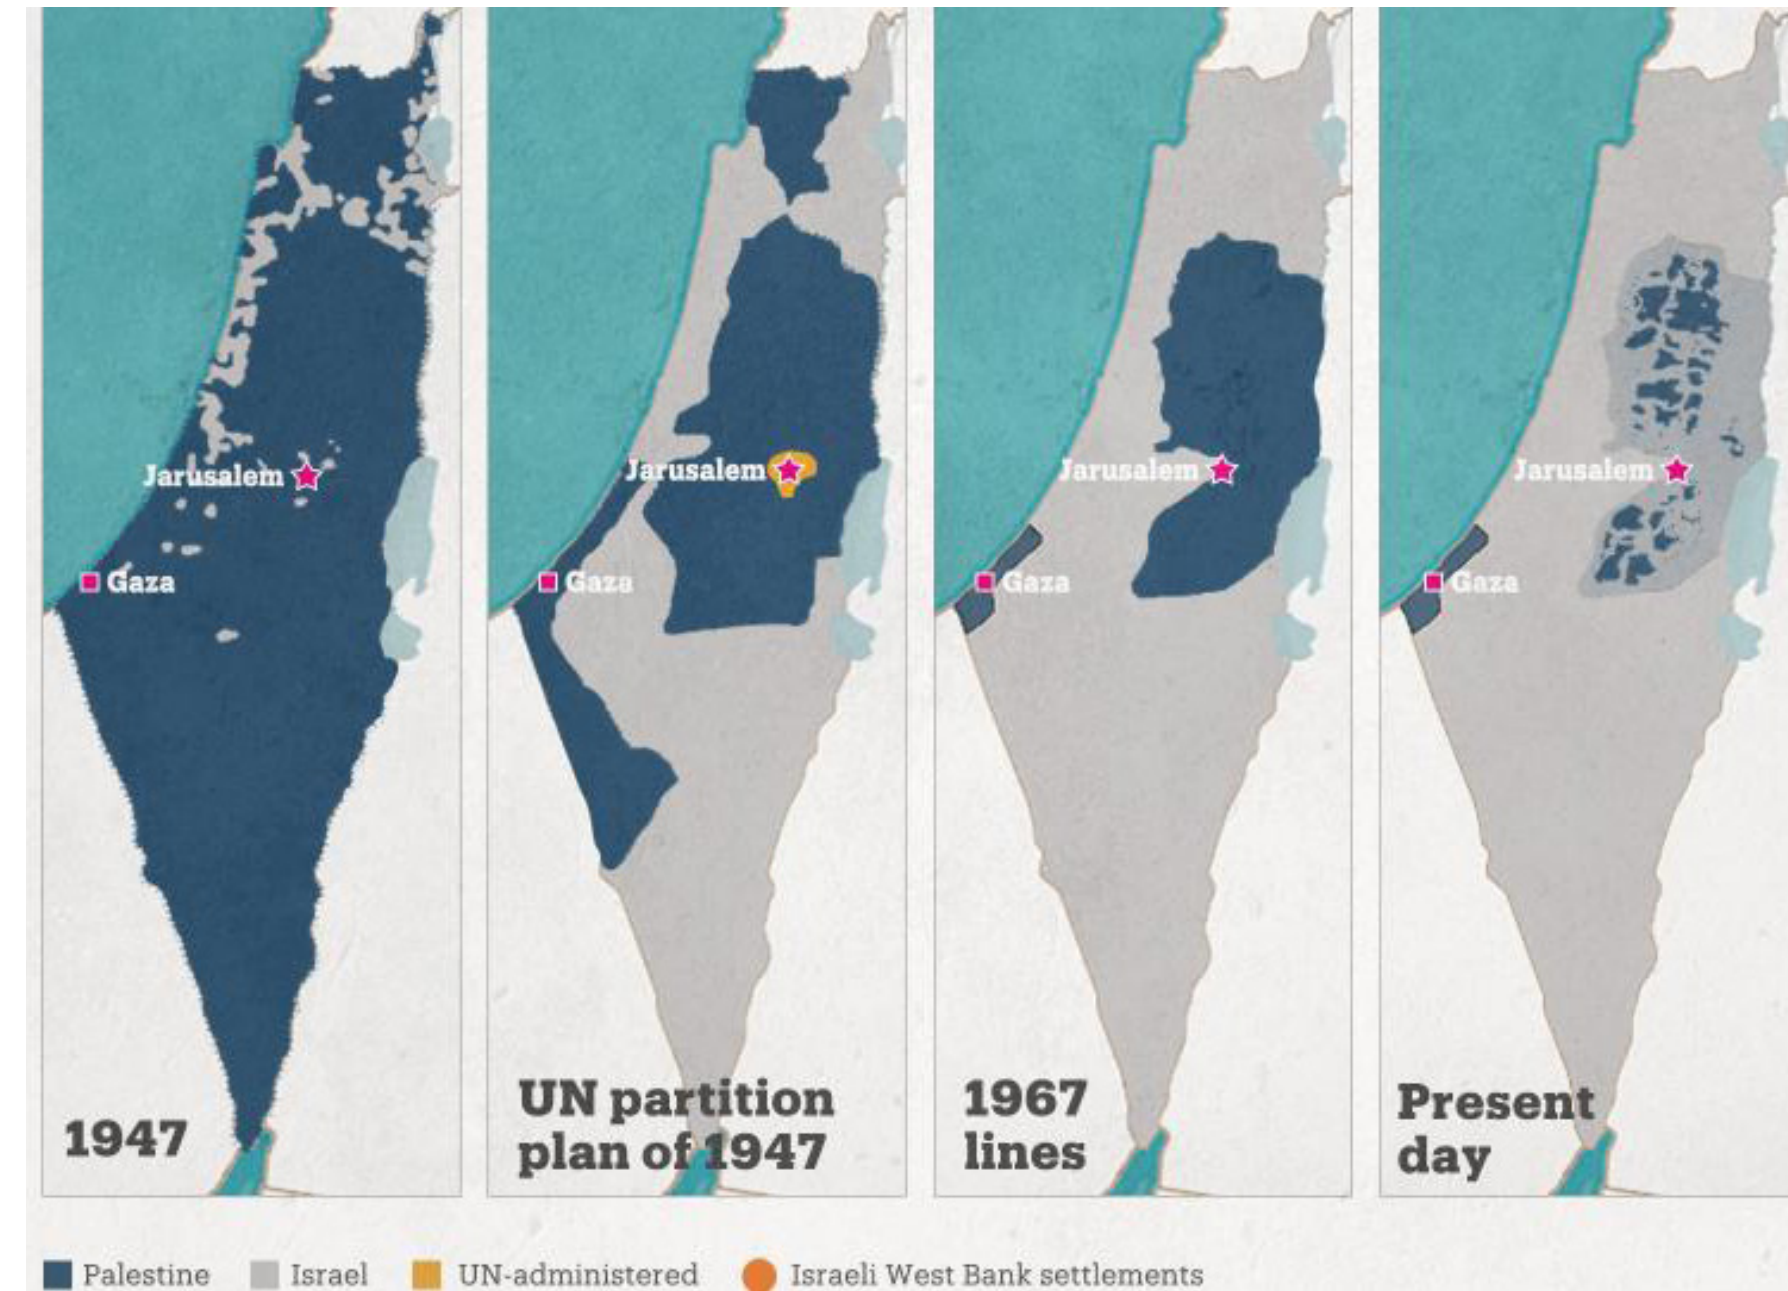 Jarusalem
Gaza
1947
Jarusalem
Gaza
UN partition
plan of 1947
Jarusalem
Gaza
1967
lines
Jarusalem
Gaza
Present
day
Palestine
Israel
UN-administered
Israeli West Bank settlements